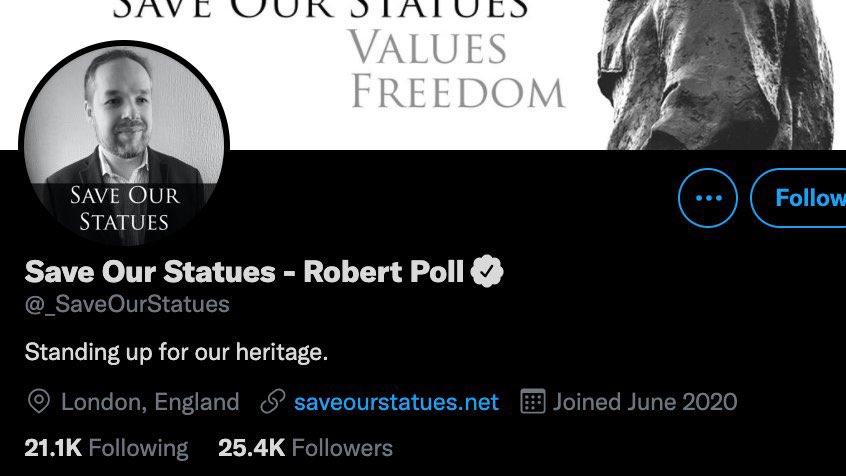 SAVE OUR STATUES
VALUES
FREEDOM
SAVE OUR
STATUES
Save Our Statues - Robert Poll
@_SaveOurStatues
Standing up for our heritage.
London, England saveourstatues.net Joined June 2020
21.1K Following 25.4K Followers
Follow